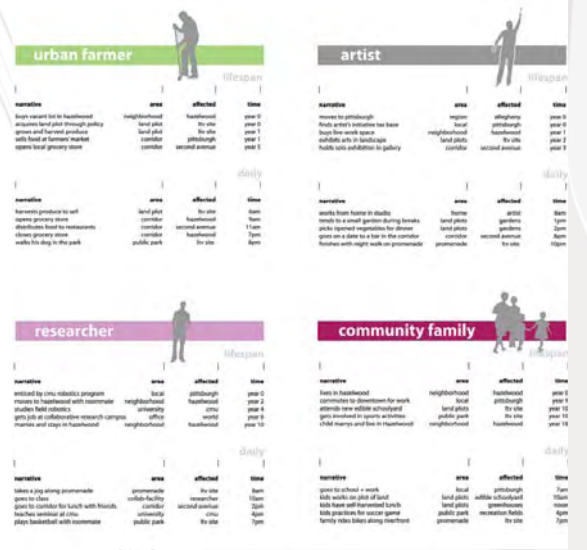 urban farmer
lifespan
narrative area affected time
buys vacant lot in hazelwood neighborhood hazelwood year 0
acquires land plot through policy land plot ltv site year 0
grows and harvest produce land plot ltv site year 1
sells food at farmers' market corridor pittsburgh year 1
opens local grocery store corridor second avenue year 5
daily
narrative area affected time
harvests produce to sell land plot ltv site 6am
opens grocery store corridor hazelwood 9am
distributes food to restaurants corridor second avenue 11am
closes grocery store corridor hazelwood 7pm
walks his dog in the park public park ltv site 8pm
artist
lifespan
narrative area affected time
moves to pittsburgh region allegheny year 0
finds artist's initiative tax base local pittsburgh year 0
buys live work space neighborhood hazelwood year 1
exhibits arts in landscape land plots ltv site year 2
holds solo exhibition in gallery corridor second avenue year 3
daily
narrative area affected time
works from home in studio home artist 8am
tends to a small garden during breaks land plots gardens 1pm
picks opened vegetables for dinner land plots gardens 2pm
goes on a date to a bar in the corridor corridor second avenue 8pm
finishes with night walk on promenade promenade ltv site 10pm
researcher
lifespan
narrative area affected time
enticed by cmu robotics program local pittsburgh year 0
moves to hazelwood with roommate neighborhood hazelwood year 2
studies field robotics university cmu year 4
gets job at collaborative research campus office world year 6
marries and stays in hazelwood neighborhood hazelwood year 10
daily
narrative area affected time
takes a jog along promenade promenade ltv site 8am
goes to class collab-facility researcher 10am
goes to corridor for lunch with friends corridor second avenue 2pm
teaches seminar at cmu university cmu 4pm
plays basketball with roommate public park ltv site 7pm
community family
lifespan
narrative area affected time
lives in hazelwood neighborhood hazelwood year 0
commutes to downtown for work local pittsburgh year
attends new edible schoolyard land plots ltv site year 10
gets involved in sports activities public park ltv site year 10
child marrys and live in Hazelwood neighborhood hazelwood year 18
daily
narrative area affected time
goes to school + work local pittsburgh 7am
kids works on plot of land land plots edible schoolyard 10am
kids have self-harvested lunch land plots greenhouses noon
kids practices for soccer game public park recreation fields 4pm
family rides bikes along riverfront promenade ltv site 7pm